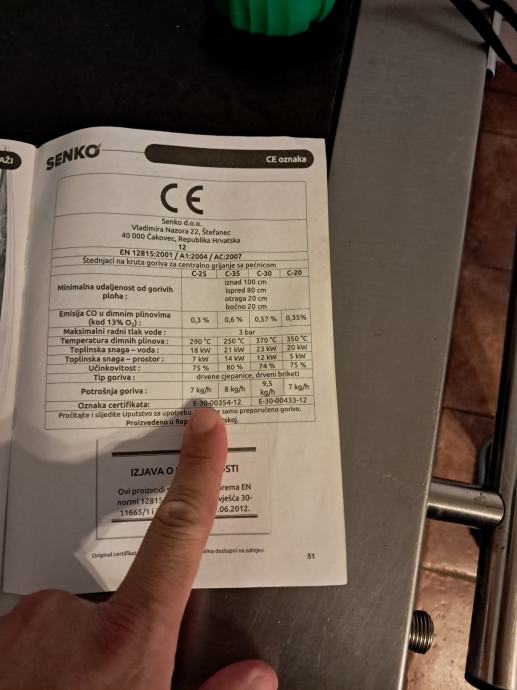 AŽI
SENKO
CE oznaka
CE
Senko d.o.o.
Vladimira Nazora 22, Štefanec
40 000 Čakovec, Republika Hrvatska
12
EN 12815:2001 / A1:2004 / AC:2007
Štednjaci na kruta goriva za centralno grijanje sa pećnicom
C-25 C-35 C-30 C-20
Minimalna udaljenost od gorivih ploha : iznad 100 cm
ispred 80 cm
otraga 20 cm
bočno 20 cm
Emisija CO u dimnim plinovima (kod 13% O₂) : 0,3 % 0,6 % 0,57 % 0,35%
Maksimalni radni tlak vode : 3 bar
Temperatura dimnih plinova : 290 °C 250 °C 370 °C 350 °C
Toplinska snaga – voda : 18 kW 21 kW 23 kW 20 kW
Toplinska snaga – prostor : 7 kW 14 kW 12 kW 5 kW
Učinkovitost : 75 % 80 % 74 % 75 %
Tip goriva : drvene cjepanice, drveni briketi
Potrošnja goriva : 7 kg/h 8 kg/h 9,5 kg/h 7 kg/h
Oznaka certifikata: E-30-00354-12 E-30-00433-12
Pročitajte i slijedite Uputstvo za upotrebu samo preporučeno gorivo.
Proizvedeno u Rep skoj.
IZJAVA O OSTI
Ovi proizvodi rema EN
normi 12815 vješća 30-
11665/1 i .06.2012.
Original certifikat dostupni na zahtjev.
51